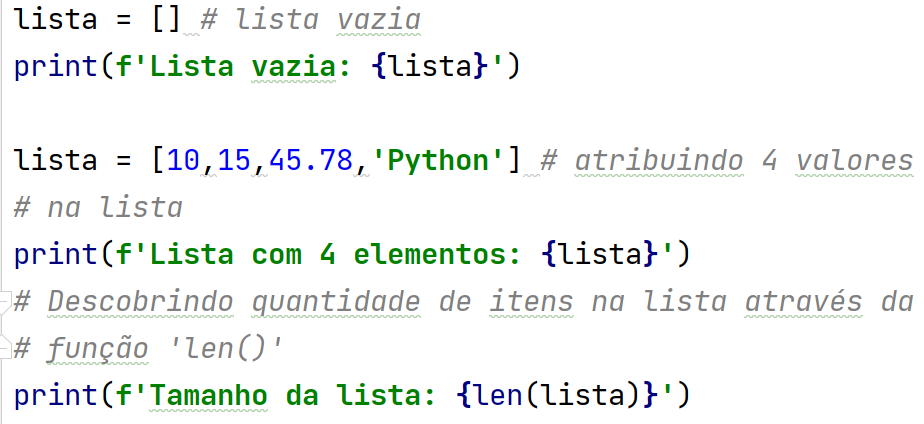 lista = [] # lista vazia
print(f'Lista vazia: {lista}')
lista = [10,15,45.78,'Python'] # atribuindo 4 valores
# na lista
print(f'Lista com 4 elementos: {lista}')
# Descobrindo quantidade de itens na lista através da
# função 'len()'
print(f'Tamanho da lista: {len(lista)}')